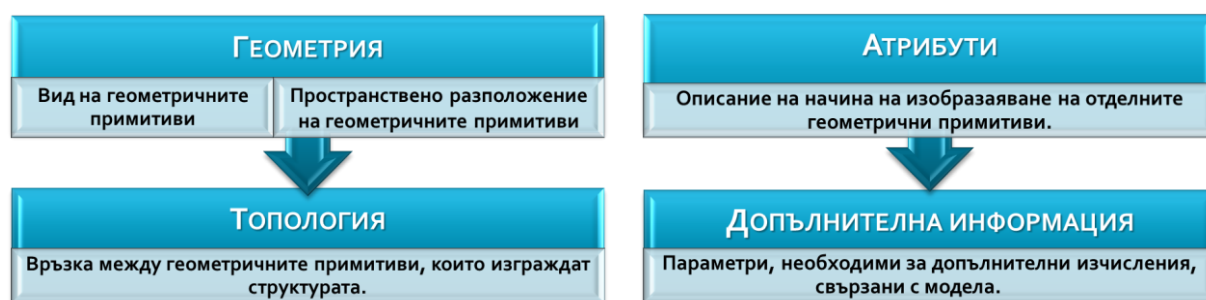 ГЕОМЕТРИЯ
Вид на геометричните
примитиви
Пространствено разположение
на геометричните примитиви
ТОПОЛОГИЯ
Връзка между геометричните примитиви, които изграждат
структурата.
АТРИБУТИ
Описание на начина на изобразаяване на отделните
геометрични примитиви.
ДОПЪЛНИТЕЛНА ИНФОРМАЦИЯ
Параметри, необходими за допълнителни изчисления,
свързани с модела.